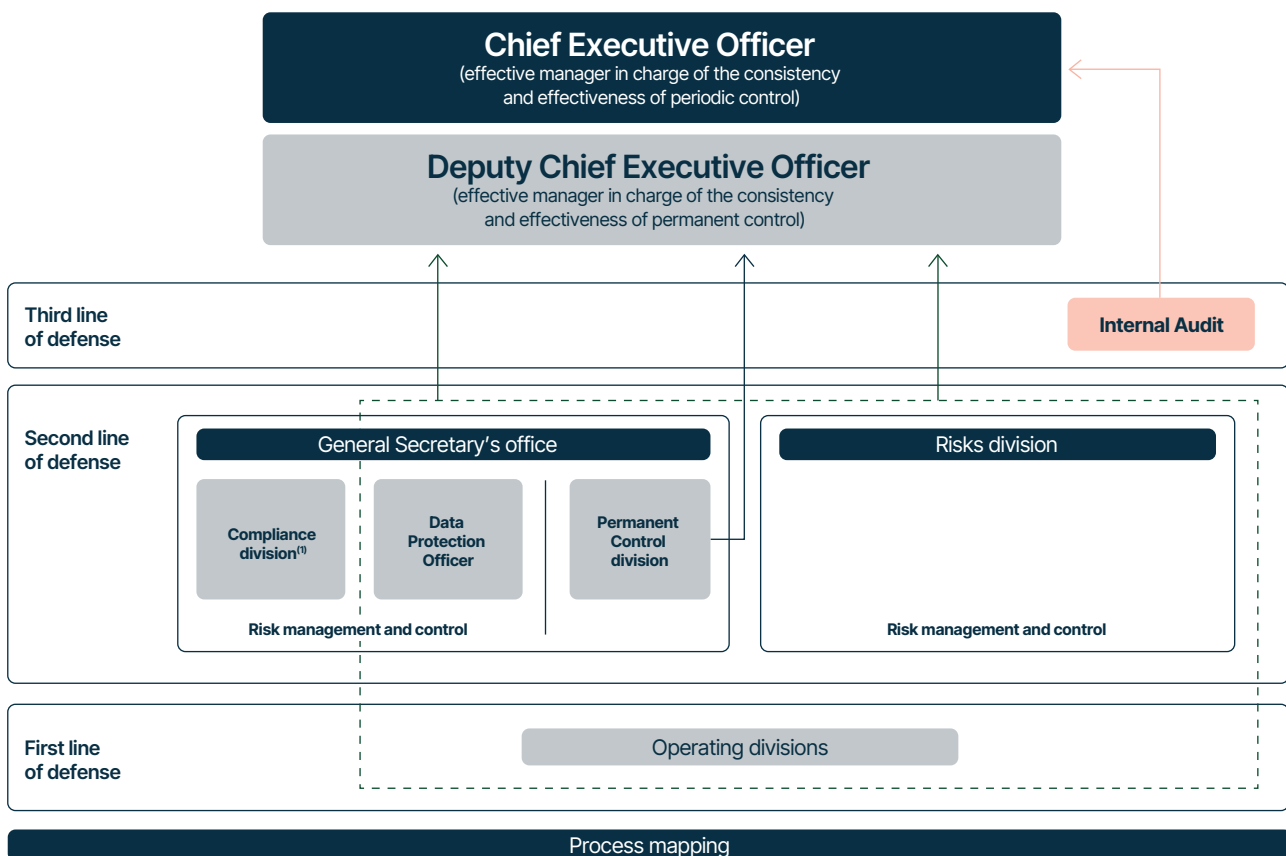 Chief Executive Officer
(effective manager in charge of the consistency
and effectiveness of periodic control)
Deputy Chief Executive Officer
(effective manager in charge of the consistency
and effectiveness of permanent control)
Third line
of defense
Internal Audit
Second line
of defense
General Secretary's office
Risks division
Compliance
division(1)
Data
Protection
Officer
Permanent
Control
division
Risk management and control
Risk management and control
First line
of defense
Operating divisions
Process mapping